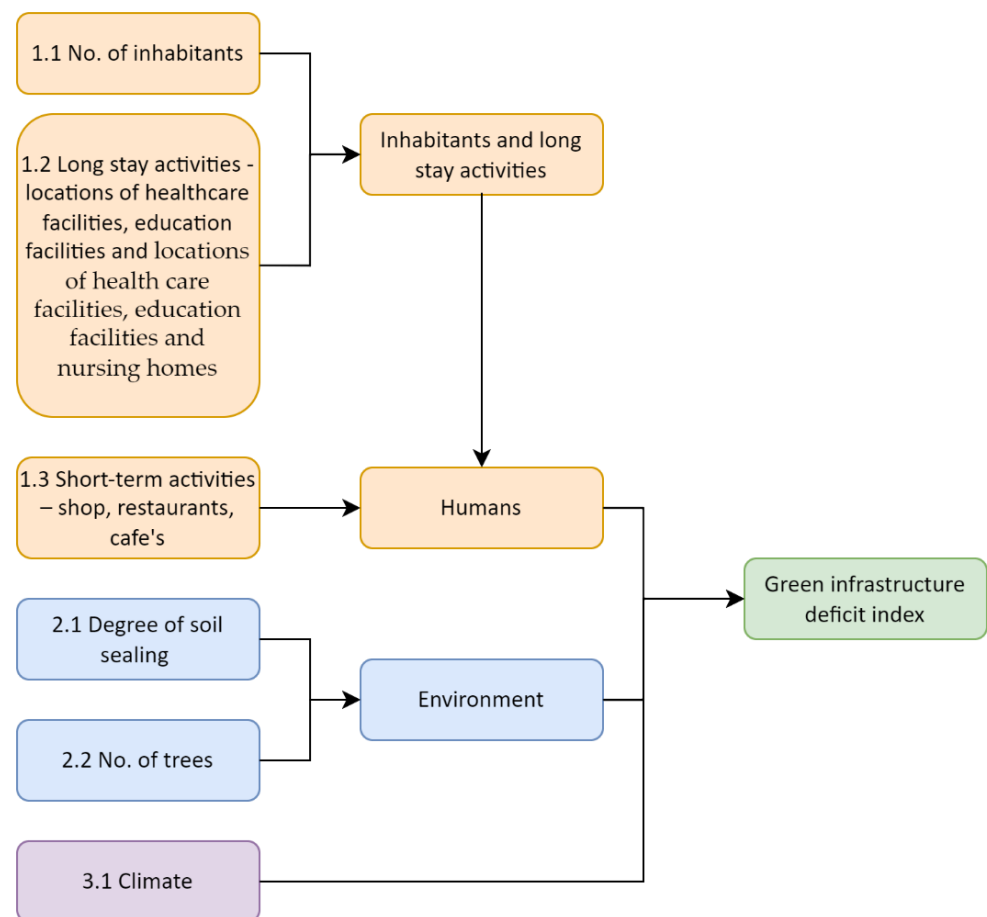 1.1 No. of inhabitants
1.2 Long stay activities -
locations of healthcare
facilities, education
facilities and locations
of health care
facilities, education
facilities and
nursing homes
Inhabitants and long
stay activities
1.3 Short-term activities
– shop, restaurants,
cafe's
Humans
2.1 Degree of soil
sealing
2.2 No. of trees
Environment
3.1 Climate
Green infrastructure
deficit index